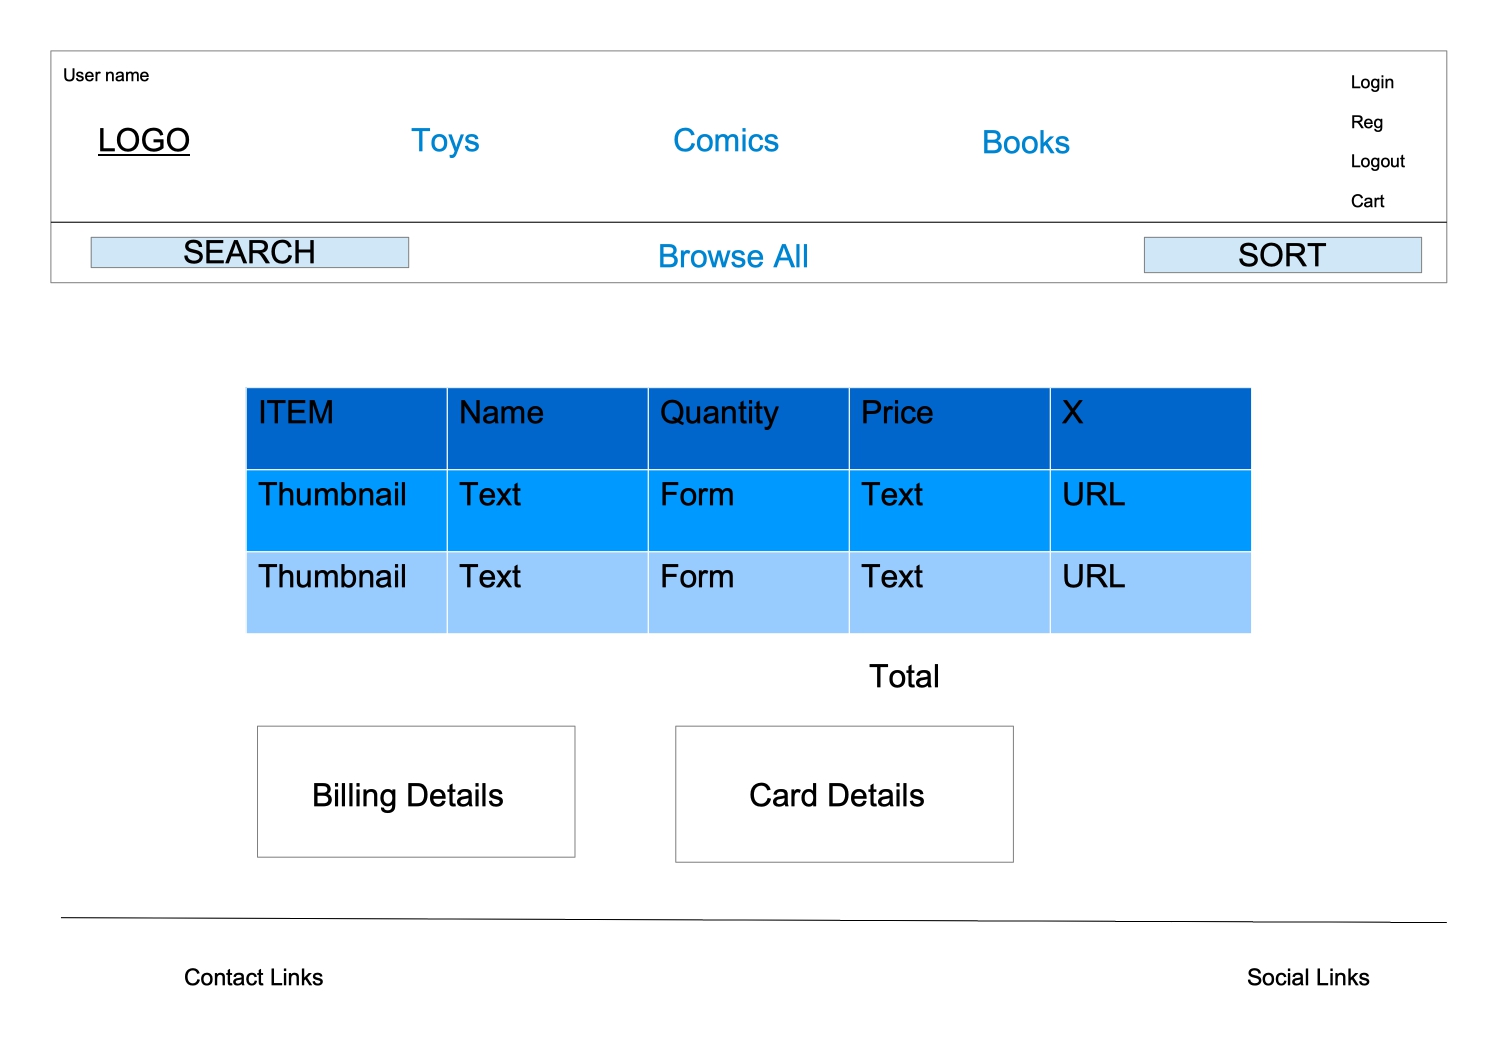 User name
Login
Reg
LOGO Toys Comics Books
Logout
Cart
SEARCH Browse All SORT
ITEM Name Quantity Price X
Thumbnail Text Form Text URL
Thumbnail Text Form Text URL
Total
Billing Details Card Details
Contact Links Social Links